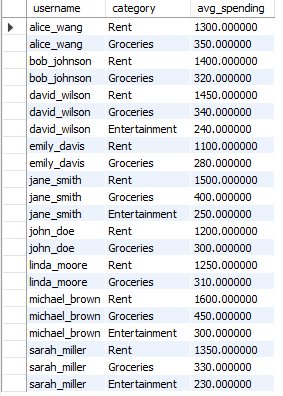 username category avg_spending
alice_wang Rent 1300.000000
alice_wang Groceries 350.000000
bob_johnson Rent 1400.000000
bob_johnson Groceries 320.000000
david_wilson Rent 1450.000000
david_wilson Groceries 340.000000
david_wilson Entertainment 240.000000
emily_davis Rent 1100.000000
emily_davis Groceries 280.000000
jane_smith Rent 1500.000000
jane_smith Groceries 400.000000
jane_smith Entertainment 250.000000
john_doe Rent 1200.000000
john_doe Groceries 300.000000
linda_moore Rent 1250.000000
linda_moore Groceries 310.000000
michael_brown Rent 1600.000000
michael_brown Groceries 450.000000
michael_brown Entertainment 300.000000
sarah_miller Rent 1350.000000
sarah_miller Groceries 330.000000
sarah_miller Entertainment 230.000000